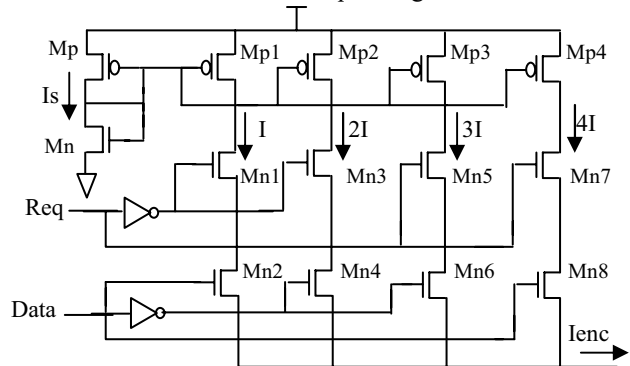 Mp Mp1 Mp2 Mp3 Mp4
Is I 2I 3I 4I
Mn Mn1 Mn3 Mn5 Mn7
Req
Mn2 Mn4 Mn6 Mn8
Data
Ienc